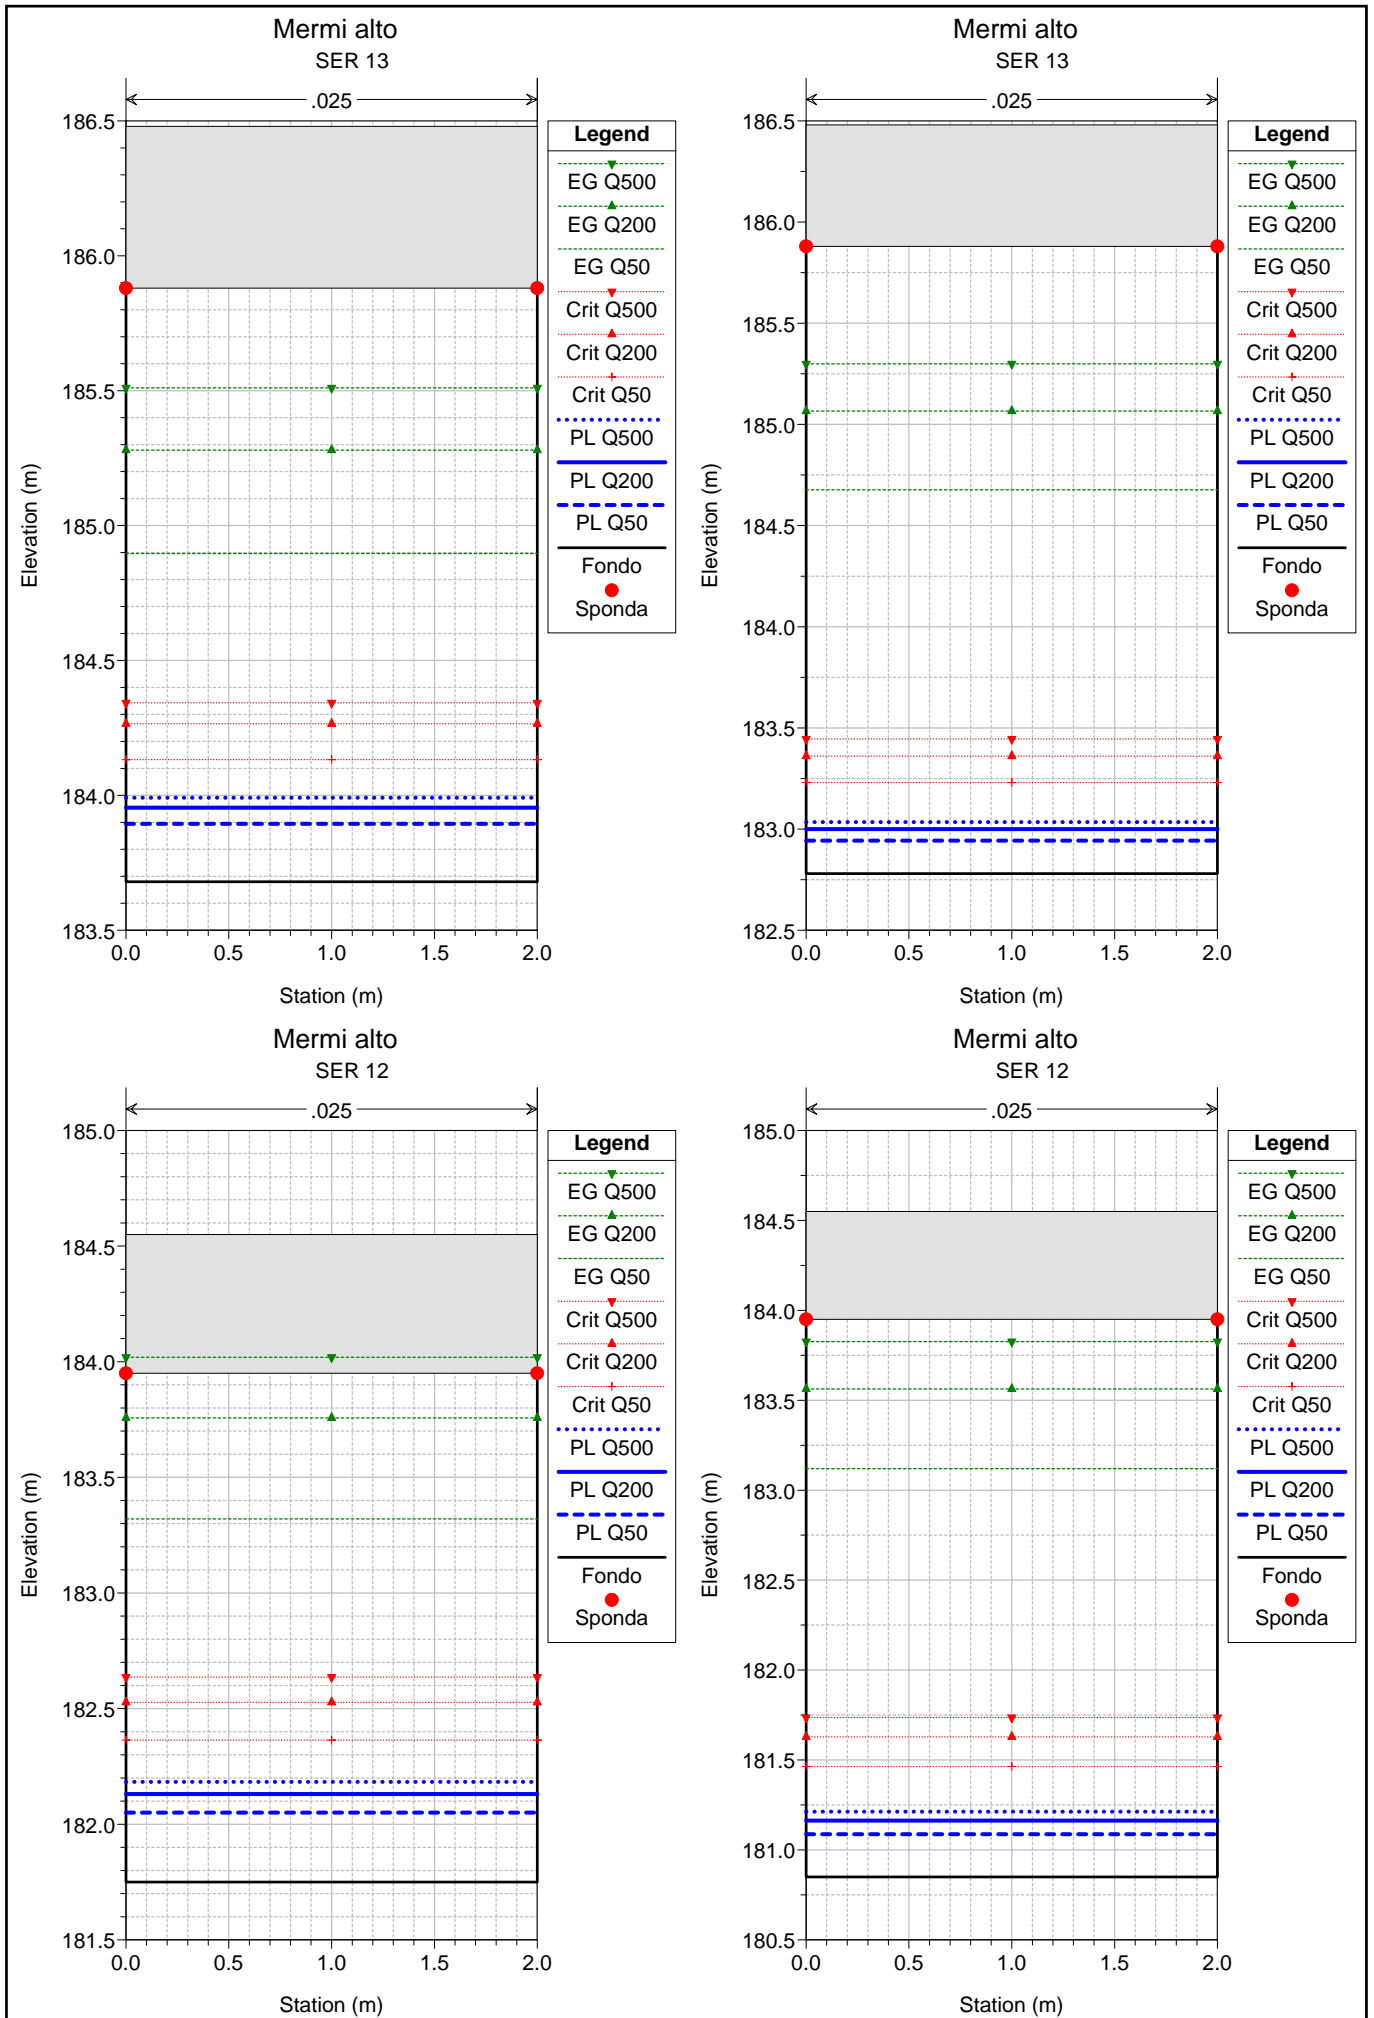 Mermi alto
SER 13
.025
186.5
186.0
185.5
185.0
184.5
184.0
183.5
Elevation (m)
0.0 0.5 1.0 1.5 2.0
Station (m)
Legend
EG Q500
EG Q200
EG Q50
Crit Q500
Crit Q200
Crit Q50
PL Q500
PL Q200
PL Q50
Fondo
Sponda
Mermi alto
SER 13
.025
186.5
186.0
185.5
185.0
184.5
184.0
183.5
183.0
182.5
Elevation (m)
0.0 0.5 1.0 1.5 2.0
Station (m)
Legend
EG Q500
EG Q200
EG Q50
Crit Q500
Crit Q200
Crit Q50
PL Q500
PL Q200
PL Q50
Fondo
Sponda
Mermi alto
SER 12
.025
185.0
184.5
184.0
183.5
183.0
182.5
182.0
181.5
Elevation (m)
0.0 0.5 1.0 1.5 2.0
Station (m)
Legend
EG Q500
EG Q200
EG Q50
Crit Q500
Crit Q200
Crit Q50
PL Q500
PL Q200
PL Q50
Fondo
Sponda
Mermi alto
SER 12
.025
185.0
184.5
184.0
183.5
183.0
182.5
182.0
181.5
181.0
180.5
Elevation (m)
0.0 0.5 1.0 1.5 2.0
Station (m)
Legend
EG Q500
EG Q200
EG Q50
Crit Q500
Crit Q200
Crit Q50
PL Q500
PL Q200
PL Q50
Fondo
Sponda